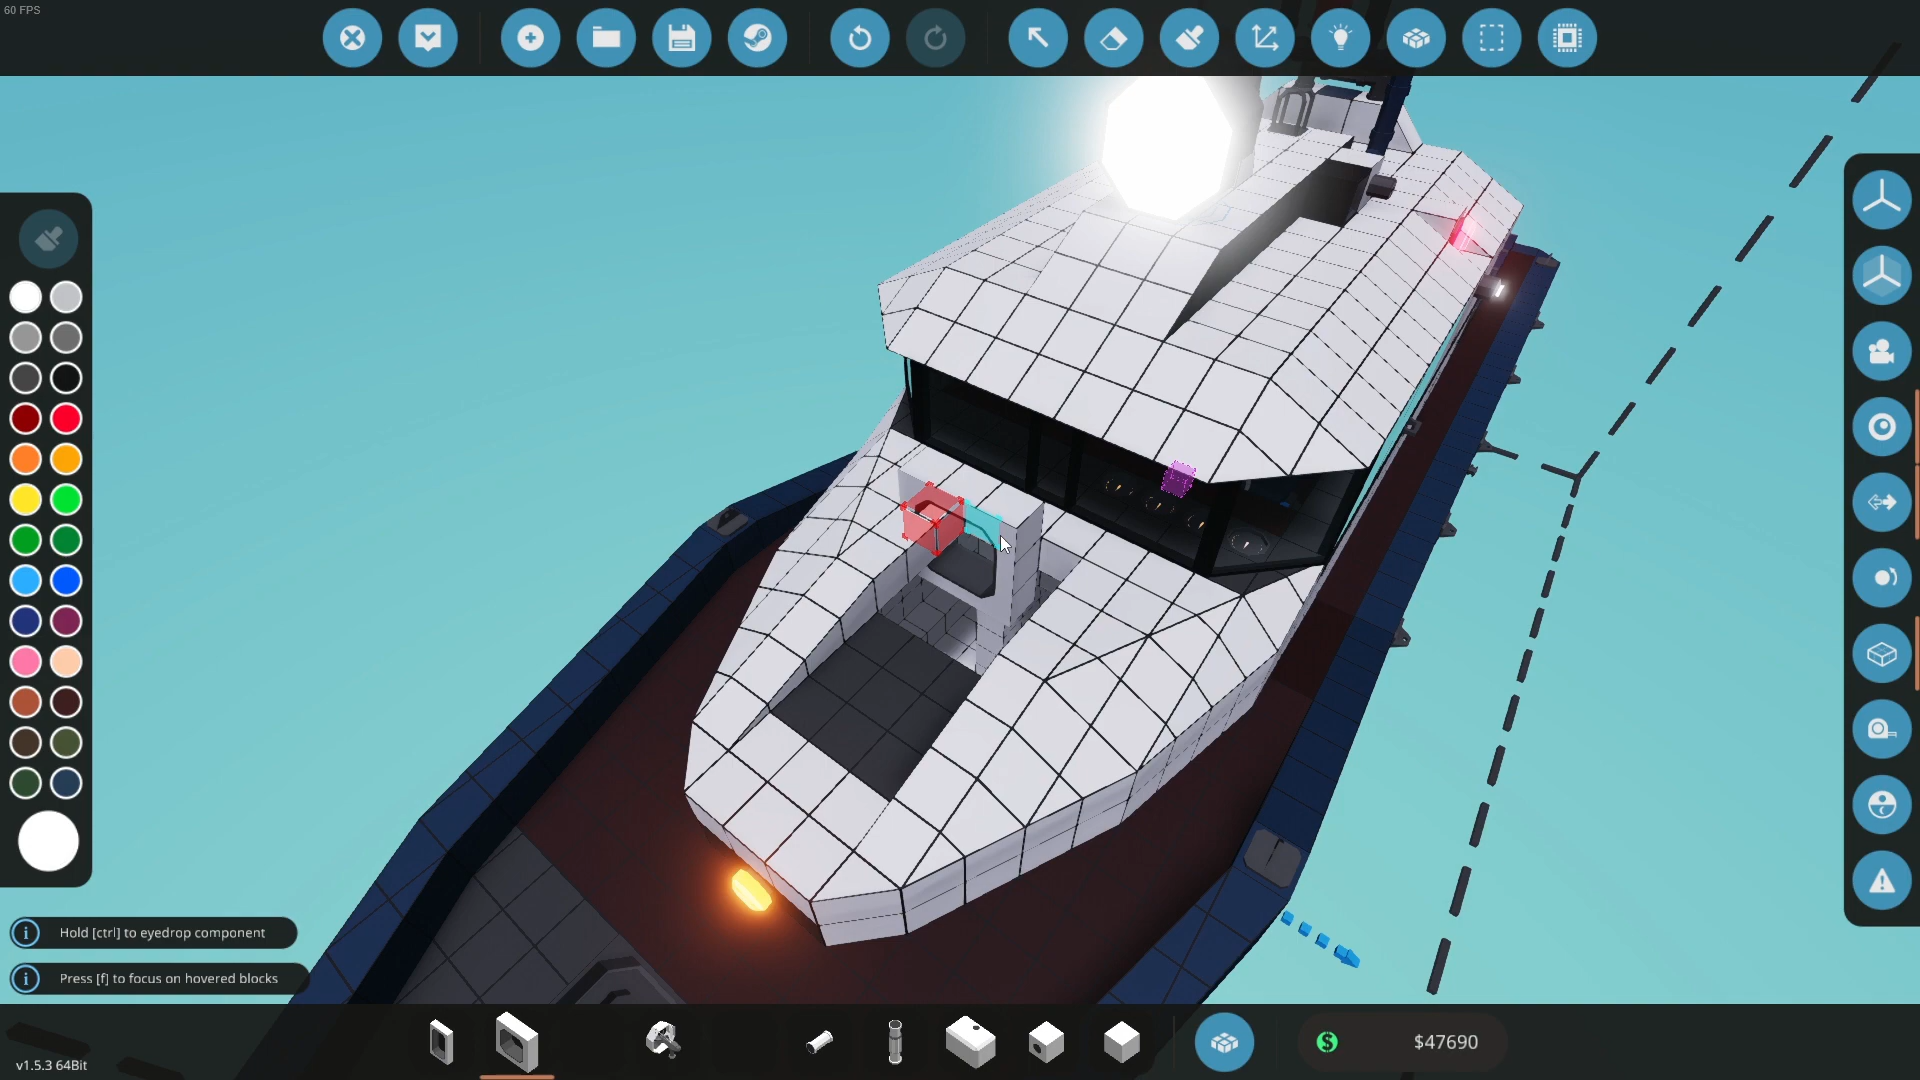 60 FPS
Hold [ctrl] to eyedrop component
Press [f] to focus on hovered blocks
v1.5.3 64Bit
$47690